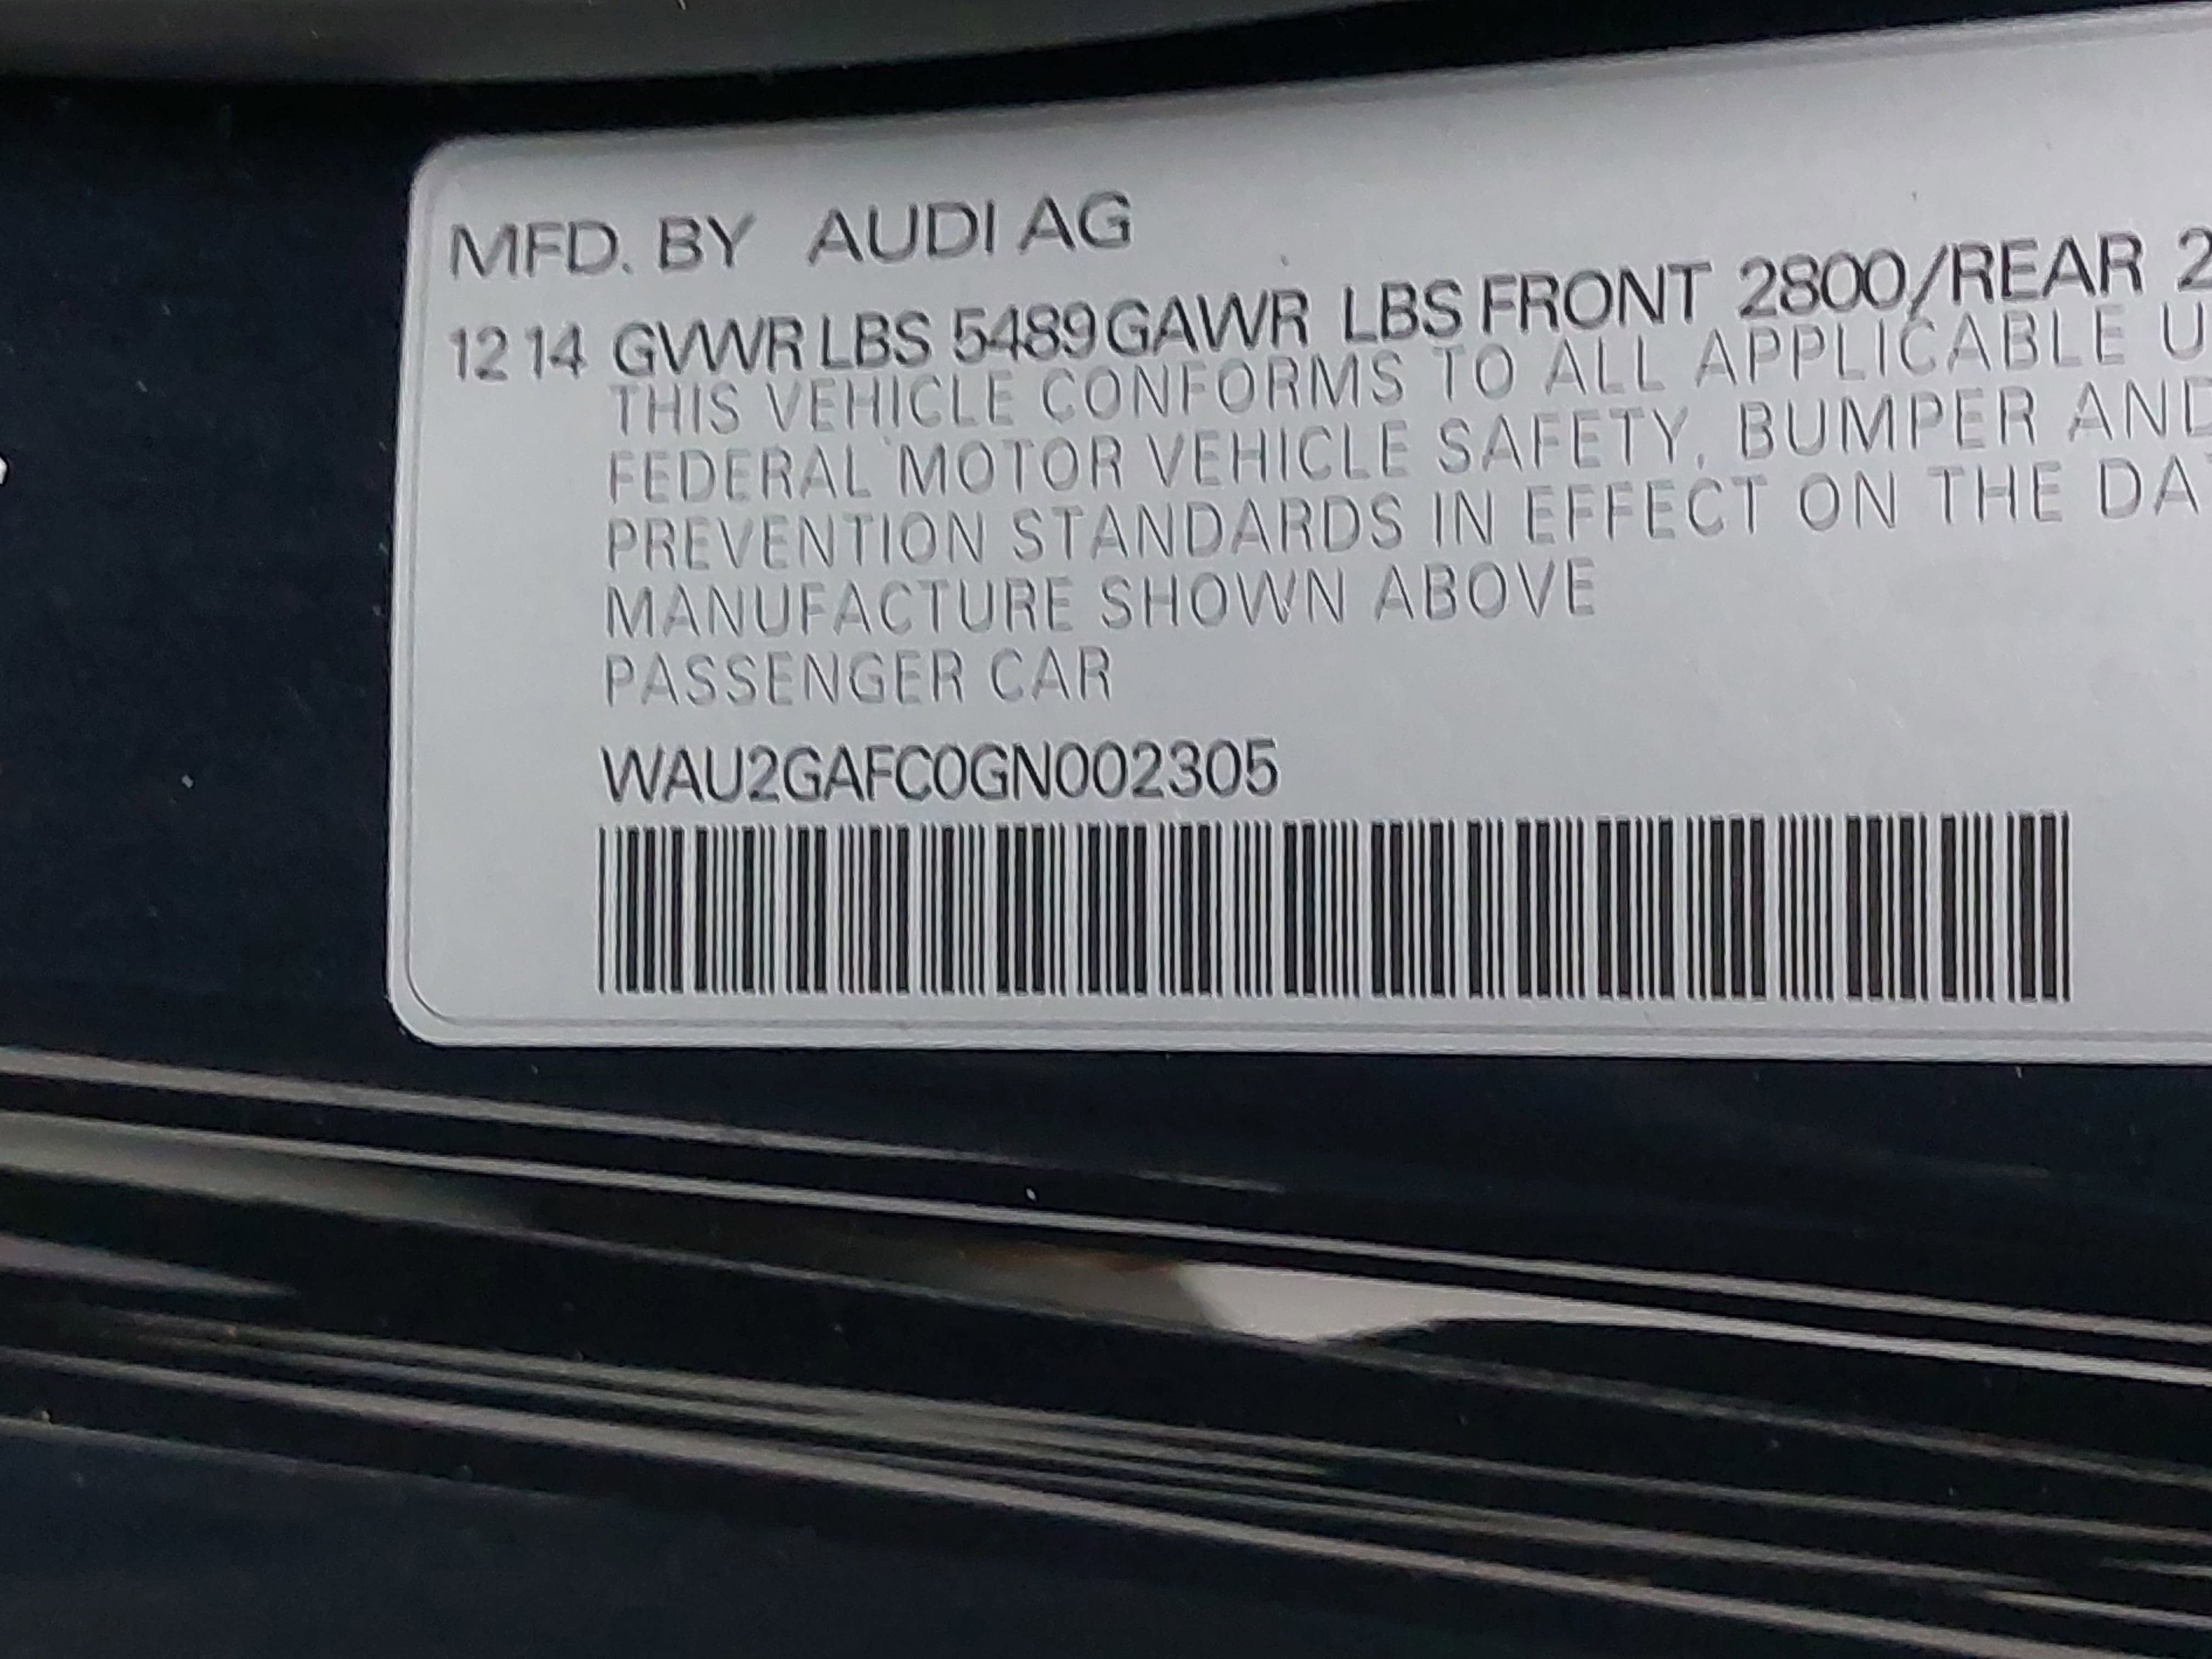 MFD. BY AUDI AG
12 14 GVWR LBS 5489 GAWR LBS FRONT 2800/REAR 2
THIS VEHICLE CONFORMS TO ALL APPLICABLE U
FEDERAL MOTOR VEHICLE SAFETY, BUMPER AND
PREVENTION STANDARDS IN EFFECT ON THE DA
MANUFACTURE SHOWN ABOVE
PASSENGER CAR
WAU2GAFC0GN002305